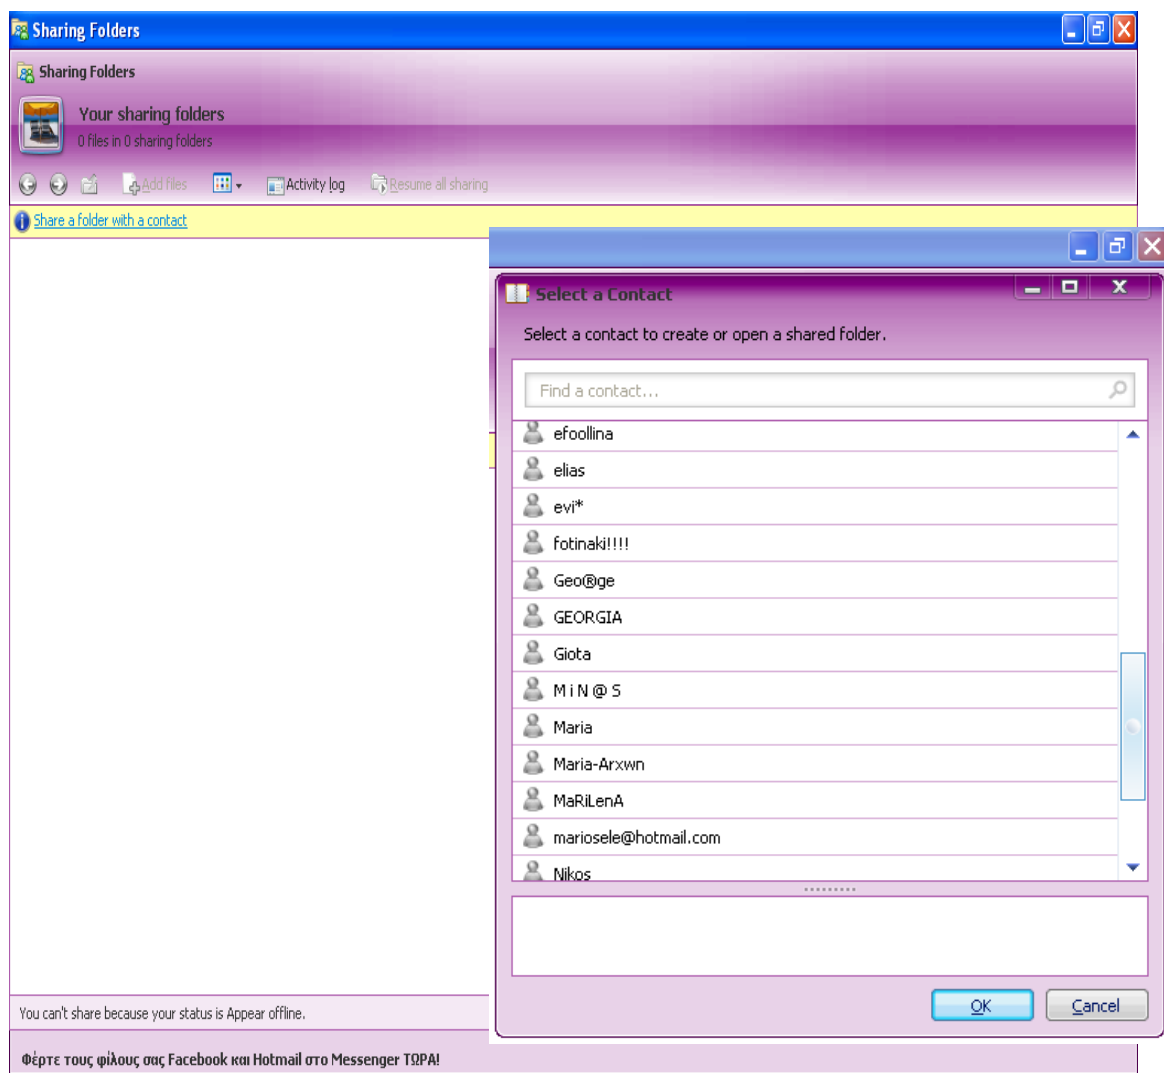 Sharing Folders
Sharing Folders
Your sharing folders
0 files in 0 sharing folders
Add files
Activity log
Resume all sharing
Share a folder with a contact
Select a Contact
Select a contact to create or open a shared folder.
Find a contact...
efoollina
elias
evi*
fotinaki!!!!
Geo®ge
GEORGIA
Giota
M i N @ S
Maria
Maria-Arxwn
MaRiLenA
mariosele@hotmail.com
Nikos
OK
Cancel
You can't share because your status is Appear offline.
Φέρτε τους φίλους σας Facebook και Hotmail στο Messenger ΤΩΡΑ!